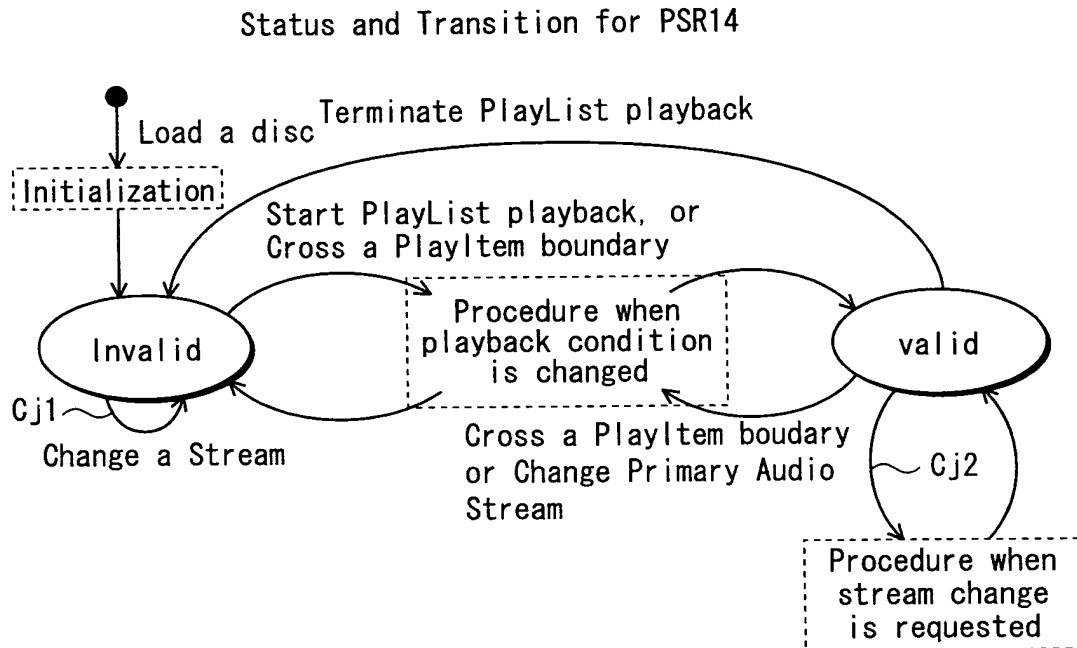 Status and Transition for PSR14
Terminate PlayList playback
Load a disc
Initialization
Start PlayList playback, or
Cross a PlayItem boundary
Invalid
Procedure when
playback condition
is changed
valid
Cj1
Change a Stream
Cross a PlayItem boudary
or Change Primary Audio
Stream
Cj2
Procedure when
stream change
is requested